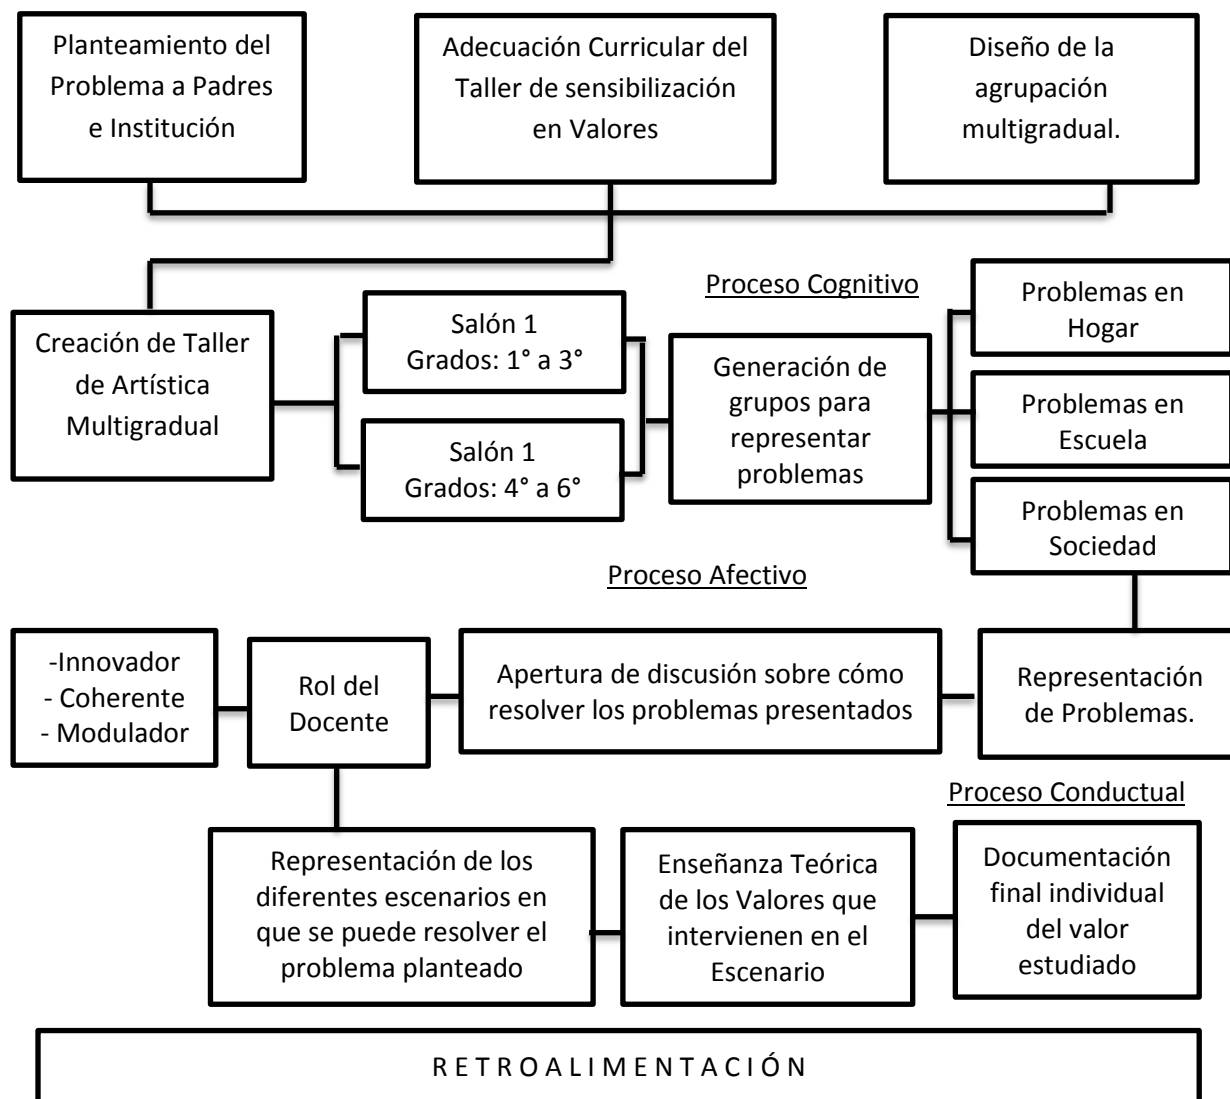 Planteamiento del
Problema a Padres
e Institución
Adecuación Curricular del
Taller de sensibilización
en Valores
Diseño de la
agrupación
multigradual.
Proceso Cognitivo
Creación de Taller
de Artística
Multigradual
Salón 1
Grados: 1° a 3°
Salón 1
Grados: 4° a 6°
Generación de
grupos para
representar
problemas
Problemas en
Hogar
Problemas en
Escuela
Problemas en
Sociedad
Proceso Afectivo
-Innovador
- Coherente
- Modulador
Rol del
Docente
Apertura de discusión sobre cómo
resolver los problemas presentados
Representación
de Problemas.
Proceso Conductual
Representación de los
diferentes escenarios en
que se puede resolver el
problema planteado
Enseñanza Teórica
de los Valores que
intervienen en el
Escenario
Documentación
final individual
del valor
estudiado
R E T R O A L I M E N T A C I Ó N